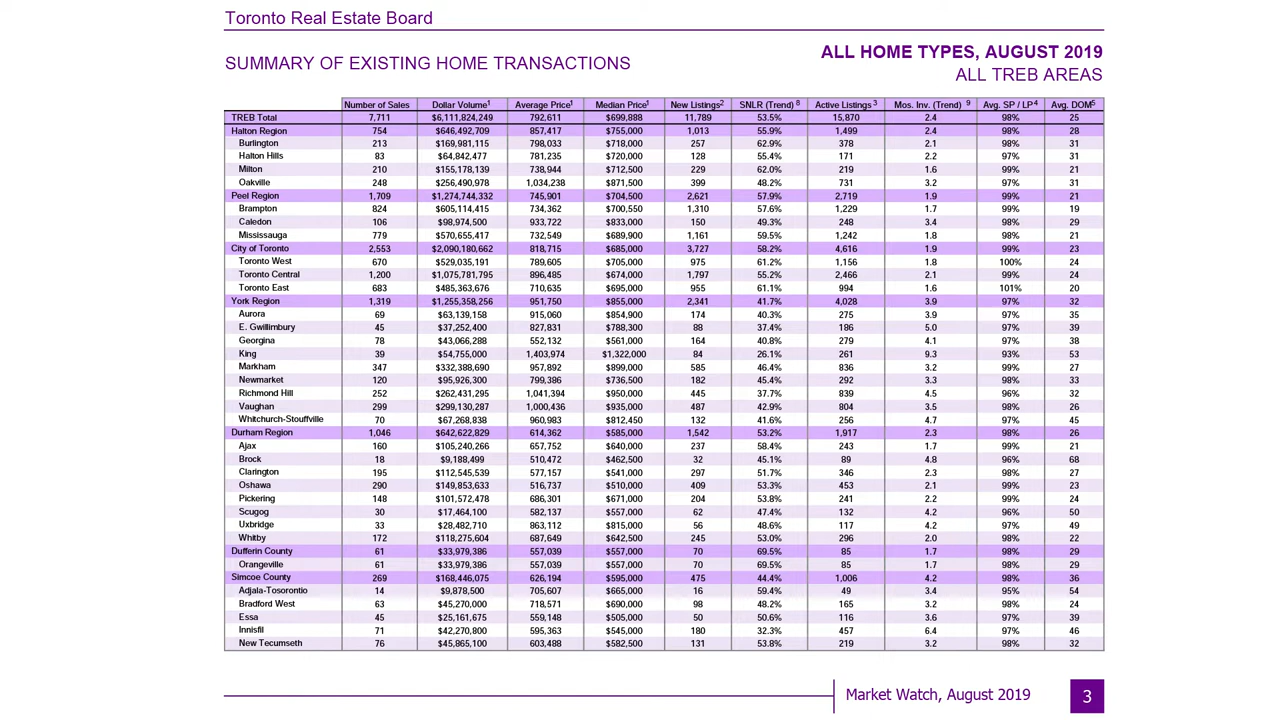 Toronto Real Estate Board
SUMMARY OF EXISTING HOME TRANSACTIONS
ALL HOME TYPES, AUGUST 2019
ALL TREB AREAS
Number of Sales Dollar Volume1 Average Price1 Median Price1 New Listings2 SNLR (Trend) 8 Active Listings 3 Mos. Inv. (Trend) 9 Avg. SP / LP4 Avg. DOM5
TREB Total 7,711 $6,111,824,249 792,611 $699,888 11,789 53.5% 15,870 2.4 98% 25
Halton Region 754 $646,492,709 857,417 $755,000 1,013 55.9% 1,499 2.4 98% 28
Burlington 213 $169,981,115 798,033 $718,000 257 62.9% 378 2.1 98% 31
Halton Hills 83 $64,842,477 781,235 $720,000 128 55.4% 171 2.2 97% 31
Milton 210 $155,178,139 738,944 $712,500 229 62.0% 219 1.6 99% 21
Oakville 248 $256,490,978 1,034,238 $871,500 399 48.2% 731 3.2 97% 31
Peel Region 1,709 $1,274,744,332 745,901 $704,500 2,621 57.9% 2,719 1.9 99% 21
Brampton 824 $605,114,415 734,362 $700,550 1,310 57.6% 1,229 1.7 99% 19
Caledon 106 $98,974,500 933,722 $833,000 150 49.3% 248 3.4 98% 29
Mississauga 779 $570,655,417 732,549 $689,900 1,161 59.5% 1,242 1.8 98% 21
City of Toronto 2,553 $2,090,180,662 818,715 $685,000 3,727 58.2% 4,616 1.9 99% 23
Toronto West 670 $529,035,191 789,605 $705,000 975 61.2% 1,156 1.8 100% 24
Toronto Central 1,200 $1,075,781,795 896,485 $674,000 1,797 55.2% 2,466 2.1 99% 24
Toronto East 683 $485,363,676 710,635 $695,000 955 61.1% 994 1.6 101% 20
York Region 1,319 $1,255,358,256 951,750 $855,000 2,341 41.7% 4,028 3.9 97% 32
Aurora 69 $63,139,158 915,060 $854,900 174 40.3% 275 3.9 97% 35
E. Gwillimbury 45 $37,252,400 827,831 $788,300 88 37.4% 186 5.0 97% 39
Georgina 78 $43,066,288 552,132 $561,000 164 40.8% 279 4.1 97% 38
King 39 $54,755,000 1,403,974 $1,322,000 84 26.1% 261 9.3 93% 53
Markham 347 $332,388,690 957,892 $899,000 585 46.4% 836 3.2 99% 27
Newmarket 120 $95,926,300 799,386 $736,500 182 45.4% 292 3.3 98% 33
Richmond Hill 252 $262,431,295 1,041,394 $950,000 445 37.7% 839 4.5 96% 32
Vaughan 299 $299,130,287 1,000,436 $935,000 487 42.9% 804 3.5 98% 26
Whitchurch-Stouffville 70 $67,268,838 960,983 $812,450 132 41.6% 256 4.7 97% 45
Durham Region 1,046 $642,622,829 614,362 $585,000 1,542 53.2% 1,917 2.3 98% 26
Ajax 160 $105,240,266 657,752 $640,000 237 58.4% 243 1.7 99% 21
Brock 18 $9,188,499 510,472 $462,500 32 45.1% 89 4.8 96% 68
Clarington 195 $112,545,539 577,157 $541,000 297 51.7% 346 2.3 98% 27
Oshawa 290 $149,853,633 516,737 $510,000 409 53.3% 453 2.1 99% 23
Pickering 148 $101,572,478 686,301 $671,000 204 53.8% 241 2.2 99% 24
Scugog 30 $17,464,100 582,137 $557,000 62 47.4% 132 4.2 96% 50
Uxbridge 33 $28,482,710 863,112 $815,000 56 48.6% 117 4.2 97% 49
Whitby 172 $118,275,604 687,649 $642,500 245 53.0% 296 2.0 98% 22
Dufferin County 61 $33,979,386 557,039 $557,000 70 69.5% 85 1.7 98% 29
Orangeville 61 $33,979,386 557,039 $557,000 70 69.5% 85 1.7 98% 29
Simcoe County 269 $168,446,075 626,194 $595,000 475 44.4% 1,006 4.2 98% 36
Adjala-Tosorontio 14 $9,878,500 705,607 $665,000 16 59.4% 49 3.4 95% 54
Bradford West 63 $45,270,000 718,571 $690,000 98 48.2% 165 3.2 98% 24
Essa 45 $25,161,675 559,148 $505,000 50 50.6% 116 3.6 97% 39
Innisfil 71 $42,270,800 595,363 $545,000 180 32.3% 457 6.4 97% 46
New Tecumseth 76 $45,865,100 603,488 $582,500 131 53.8% 219 3.2 98% 32
Market Watch, August 2019 3